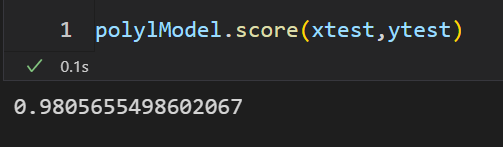 1 polylModel.score(xtest,ytest)
✓ 0.1s
0.9805655498602067